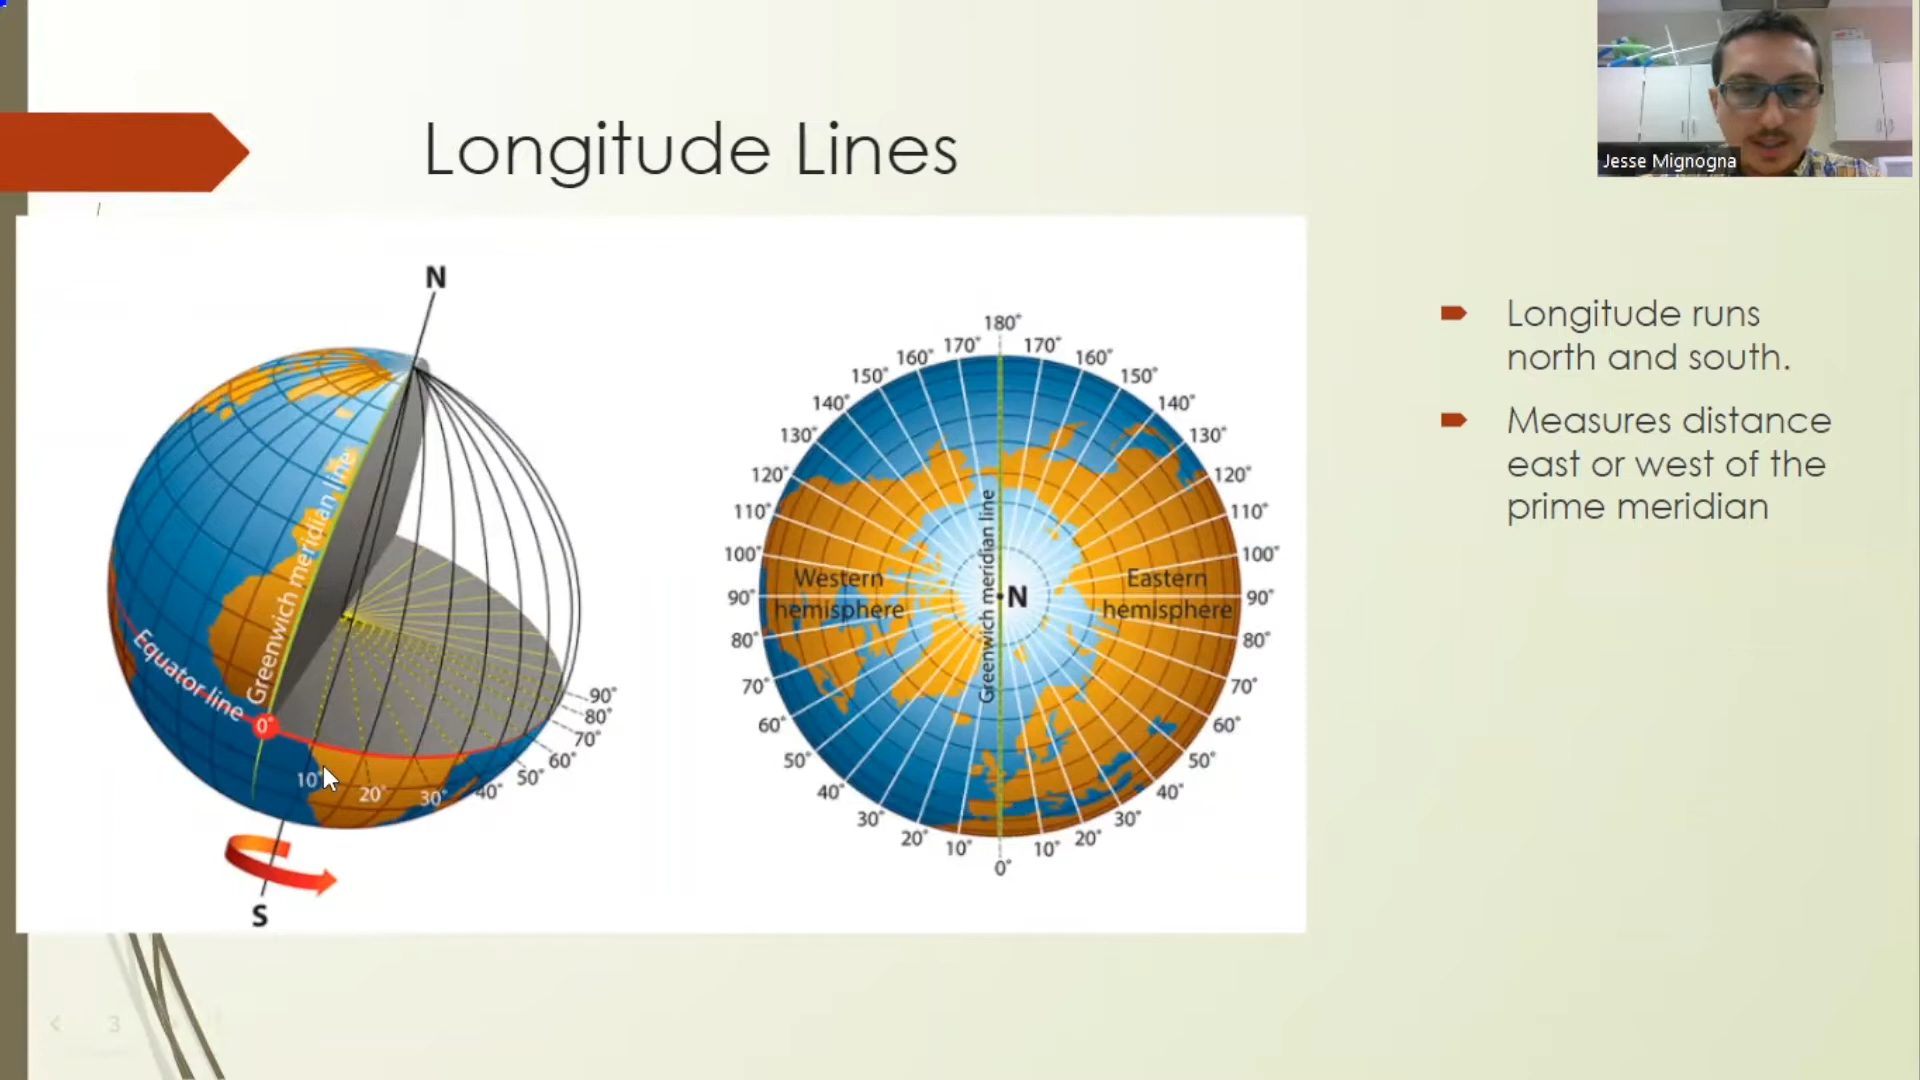 Jesse Mignogna
Longitude Lines
N
Greenwich meridian line
Equator line
0°
10°
20°
30°
40°
50°
60°
70°
80°
90°
S
180°
170°
170°
160°
160°
150°
150°
140°
140°
130°
130°
120°
120°
110°
110°
100°
100°
Western
hemisphere
Greenwich meridian line
N
Eastern
hemisphere
90°
90°
80°
80°
70°
70°
60°
60°
50°
50°
40°
40°
30°
30°
20°
20°
10°
10°
0°
Longitude runs
north and south.
Measures distance
east or west of the
prime meridian
3